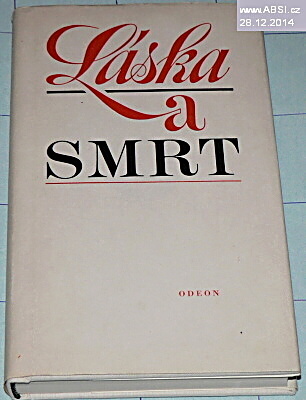 www.ABSI.cz
28.12.2014
Láska
a
SMRT
ODEON